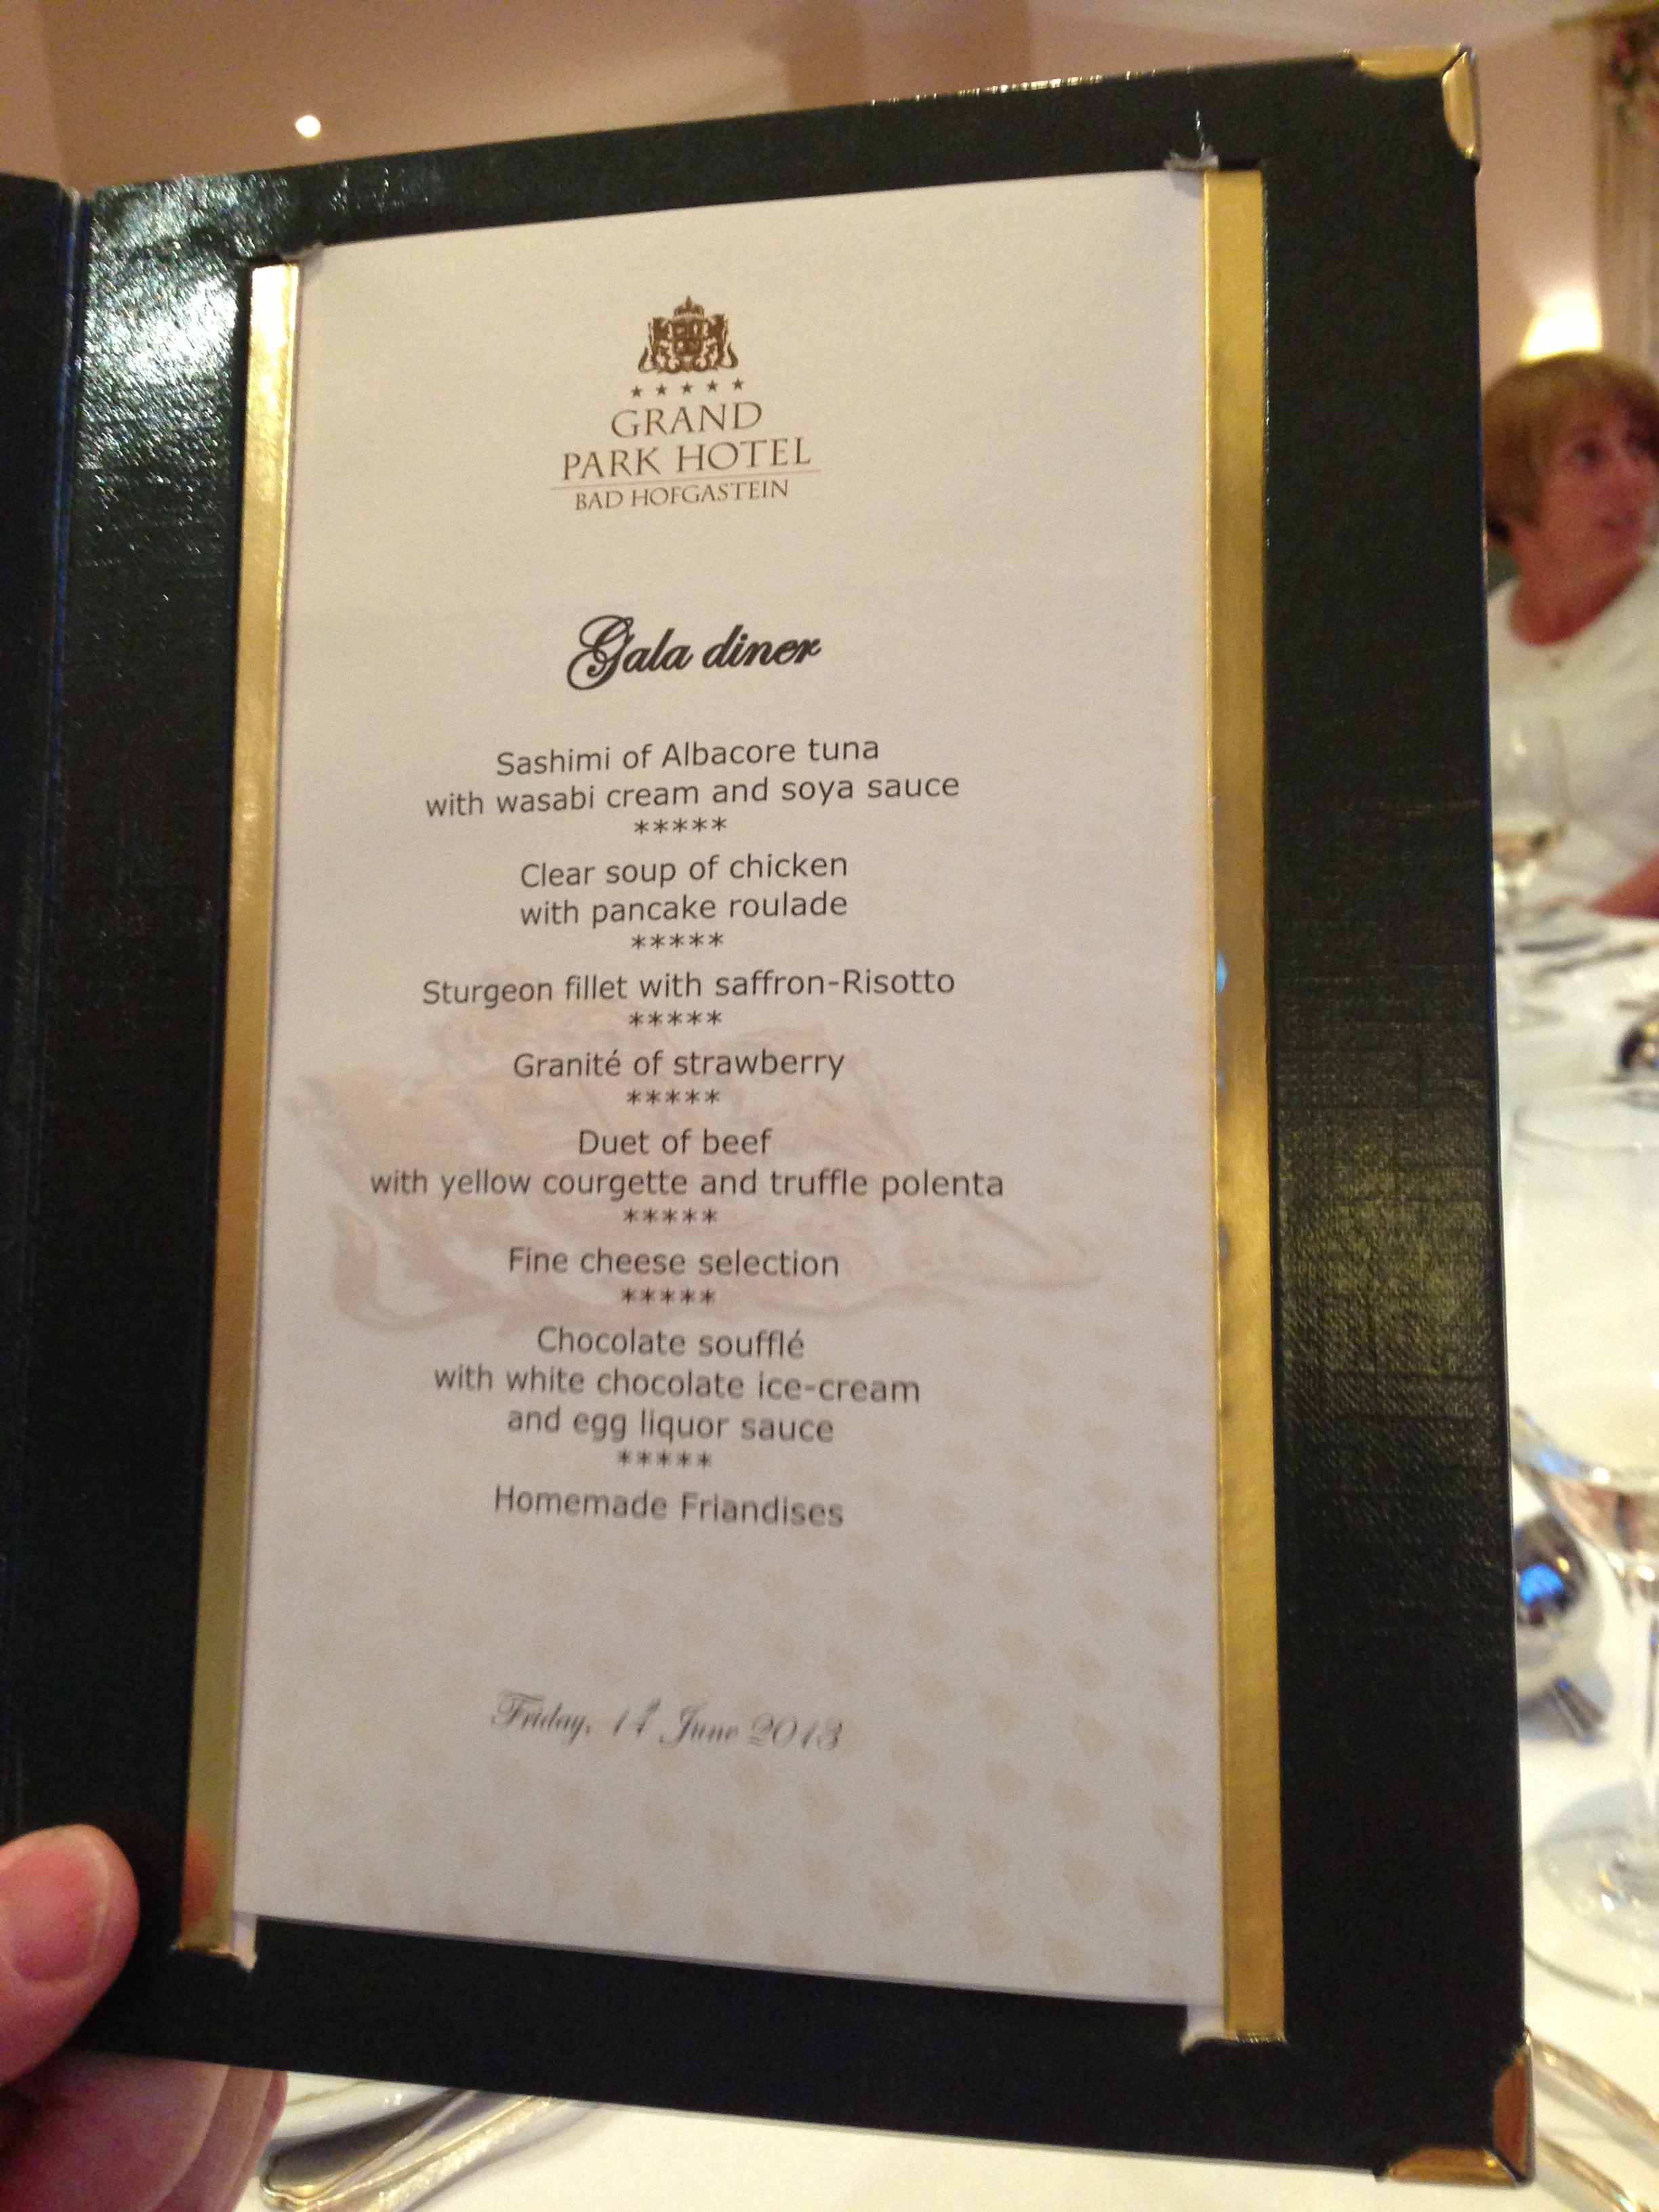 GRAND
PARK HOTEL
BAD HOFGASTEIN
Gala diner
Sashimi of Albacore tuna
with wasabi cream and soya sauce
*****
Clear soup of chicken
with pancake roulade
*****
Sturgeon fillet with saffron-Risotto
*****
Granité of strawberry
*****
Duet of beef
with yellow courgette and truffle polenta
*****
Fine cheese selection
*****
Chocolate soufflé
with white chocolate ice-cream
and egg liquor sauce
*****
Homemade Friandises
Friday, 14th June 2013